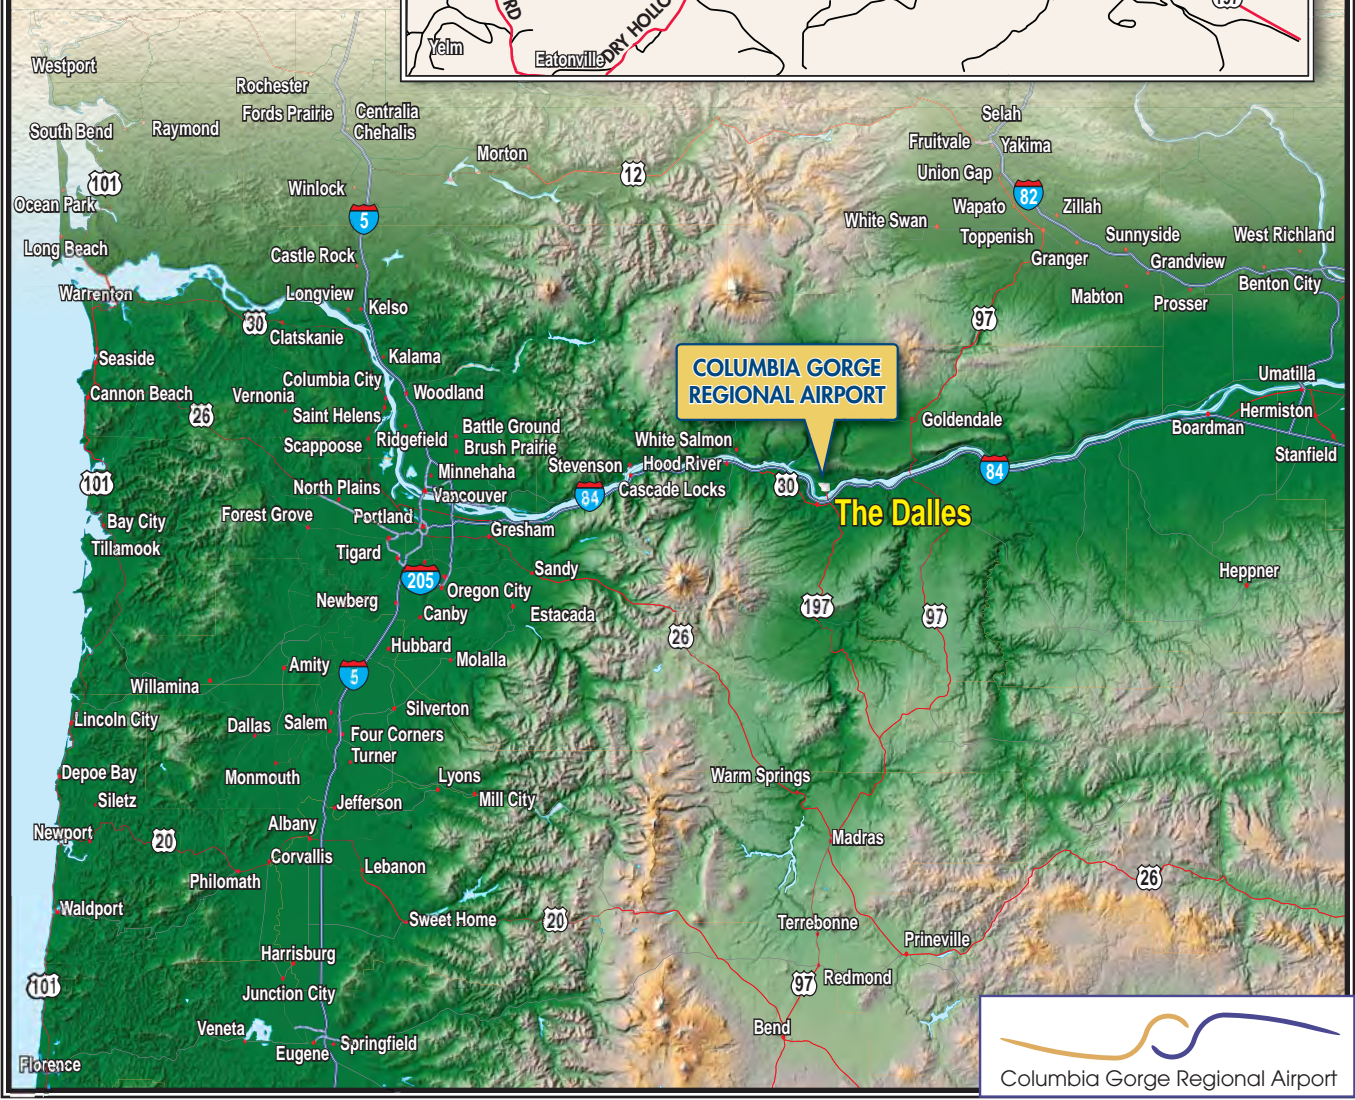 RD
DRY HOLLO
197
Yelm
Eatonville
Westport
Rochester
Fords Prairie
Centralia
Chehalis
Selah
South Bend
Raymond
Fruitvale
Yakima
Morton
12
Union Gap
101
Winlock
82
Ocean Park
5
Wapato
Zillah
White Swan
Toppenish
Sunnyside
West Richland
Long Beach
Castle Rock
Granger
Grandview
Benton City
Warrenton
Longview
Kelso
Mabton
Prosser
30
Clatskanie
97
Seaside
Kalama
COLUMBIA GORGE
REGIONAL AIRPORT
Umatilla
Cannon Beach
Vernonia
Columbia City
Woodland
26
Saint Helens
Goldendale
Hermiston
Boardman
Scappoose
Ridgefield
Battle Ground
Brush Prairie
White Salmon
Stanfield
Minnehaha
Stevenson
Hood River
84
101
North Plains
Vancouver
84
Cascade Locks
30
Bay City
Forest Grove
Portland
Gresham
The Dalles
Tillamook
Tigard
Sandy
Heppner
205
Oregon City
Newberg
Canby
Estacada
197
97
26
Hubbard
Molalla
Amity
5
Willamina
Lincoln City
Dallas
Salem
Silverton
Four Corners
Turner
Depoe Bay
Monmouth
Lyons
Warm Springs
Siletz
Jefferson
Mill City
Newport
20
Albany
Madras
Corvallis
Lebanon
Philomath
26
Waldport
Sweet Home
20
Terrebonne
Prineville
Harrisburg
101
Junction City
97
Redmond
Veneta
Bend
Eugene
Springfield
Florence
Columbia Gorge Regional Airport